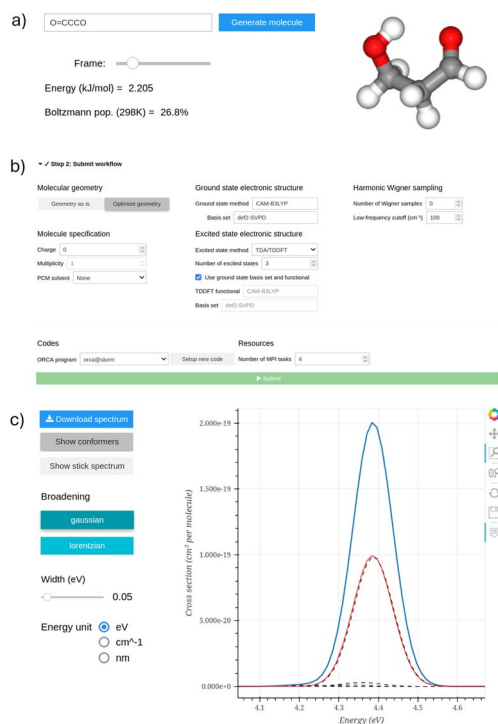 a)
O=CCCO
Generate molecule
Frame:
Energy (kJ/mol) = 2.205
Boltzmann pop. (298K) = 26.8%
b)
▾ ✓ Step 2: Submit workflow
Molecular geometry
Geometry as is
Optimize geometry
Molecule specification
Charge 0
Multiplicity 1
PCM solvent None
Ground state electronic structure
Ground state method CAM-B3LYP
Basis set def2-SVPD
Excited state electronic structure
Excited state method TDA/TDDFT
Number of excited states 3
Use ground state basis set and functional
TDDFT functional CAM-B3LYP
Basis set def2-SVPD
Harmonic Wigner sampling
Number of Wigner samples 0
Low-frequency cutoff (cm⁻¹) 100
Codes
ORCA program orca@slurm
Setup new code
Resources
Number of MPI tasks 4
Submit
c)
Download spectrum
Show conformers
Show stick spectrum
Broadening
gaussian
lorentzian
Width (eV)
0.05
Energy unit eV
cm^-1
nm
Cross section (cm² per molecule)
2.000e-19
1.500e-19
1.000e-19
5.000e-20
0.000e+0
4.1 4.2 4.3 4.4 4.5 4.6
Energy (eV)